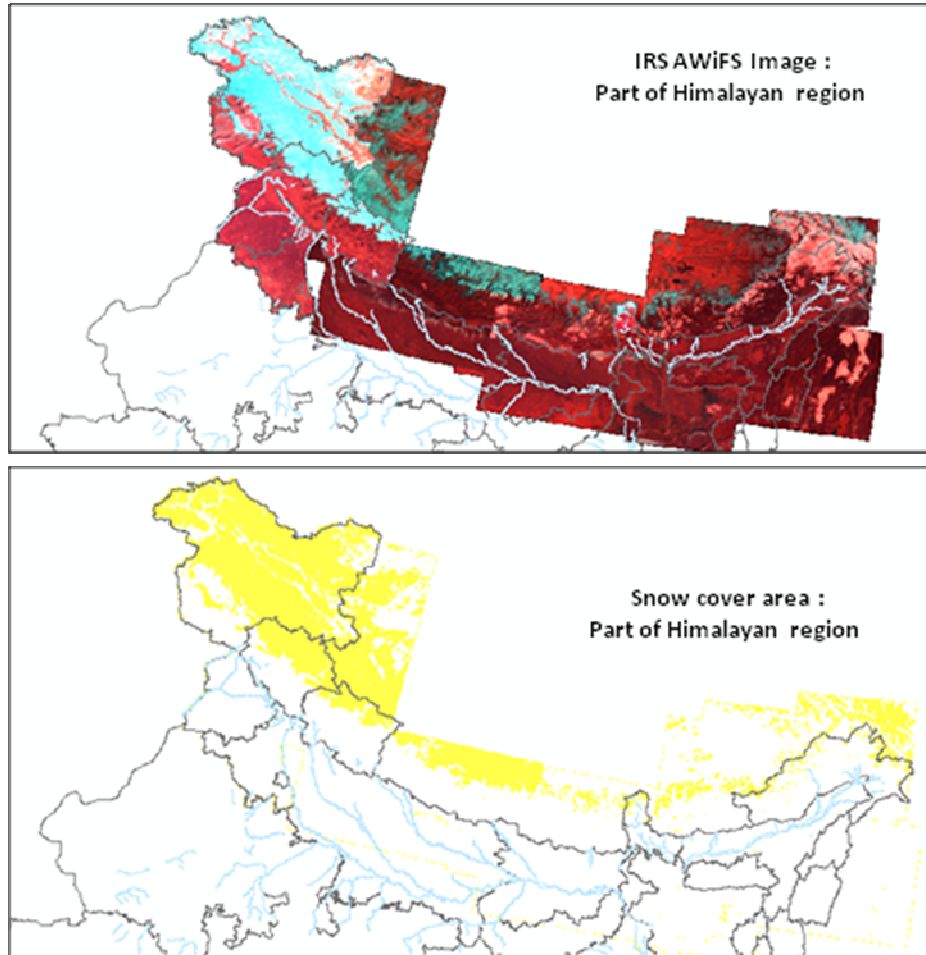 IRS AWiFS Image :
Part of Himalayan region
Snow cover area :
Part of Himalayan region